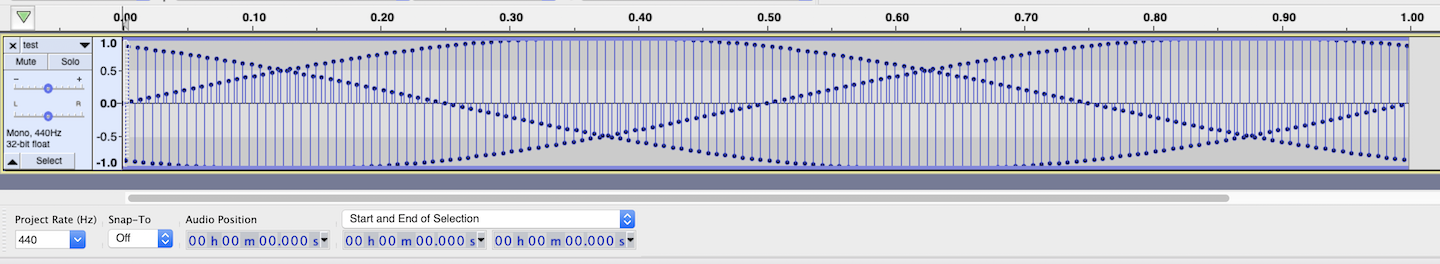 0.00 0.10 0.20 0.30 0.40 0.50 0.60 0.70 0.80 0.90 1.00
× test
Mute Solo
- +
L R
Mono, 440Hz
32-bit float
Select
1.0
0.5
0.0
-0.5
-1.0
Project Rate (Hz) Snap-To Audio Position Start and End of Selection
440 Off 00 h 00 m 00.000 s 00 h 00 m 00.000 s 00 h 00 m 00.000 s